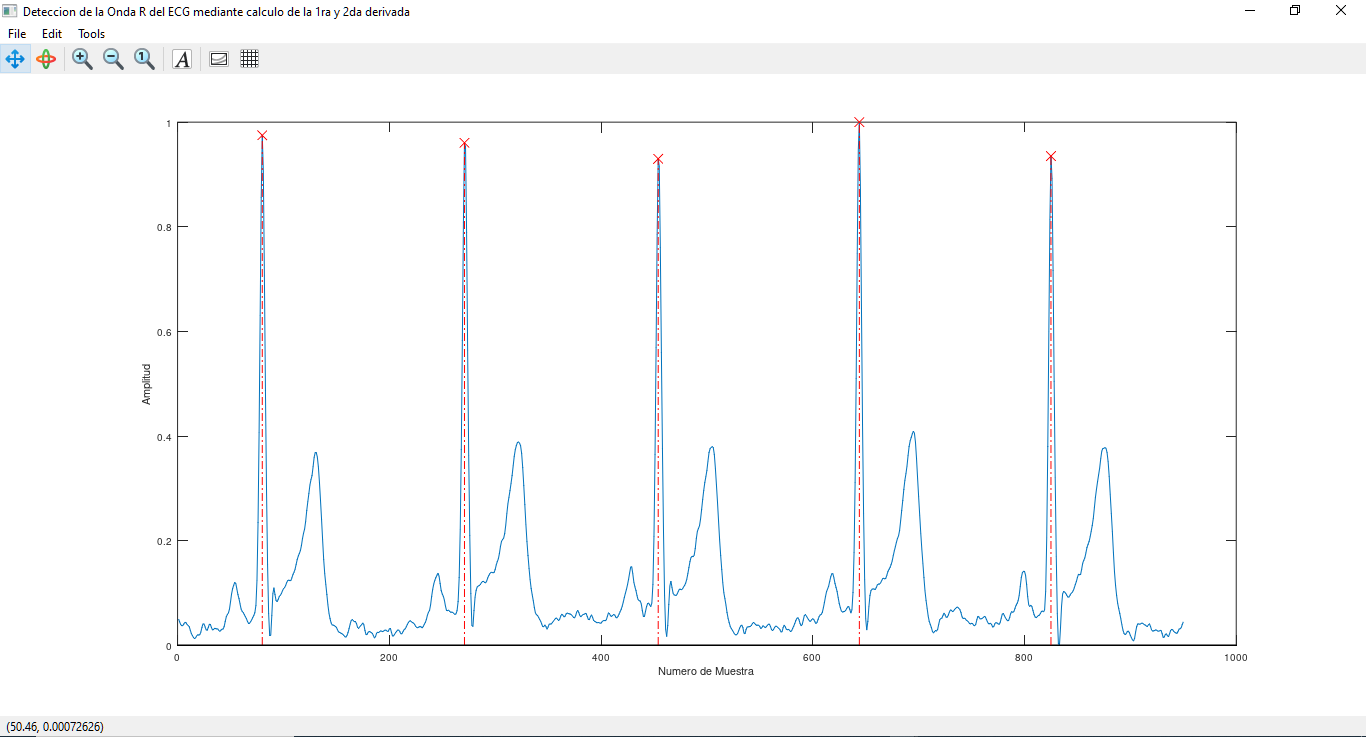 Deteccion de la Onda R del ECG mediante calculo de la 1ra y 2da derivada
File Edit Tools
1
A
1
0.8
0.6
0.4
0.2
0
Amplitud
0 200 400 600 800 1000
Numero de Muestra
(50.46, 0.00072626)